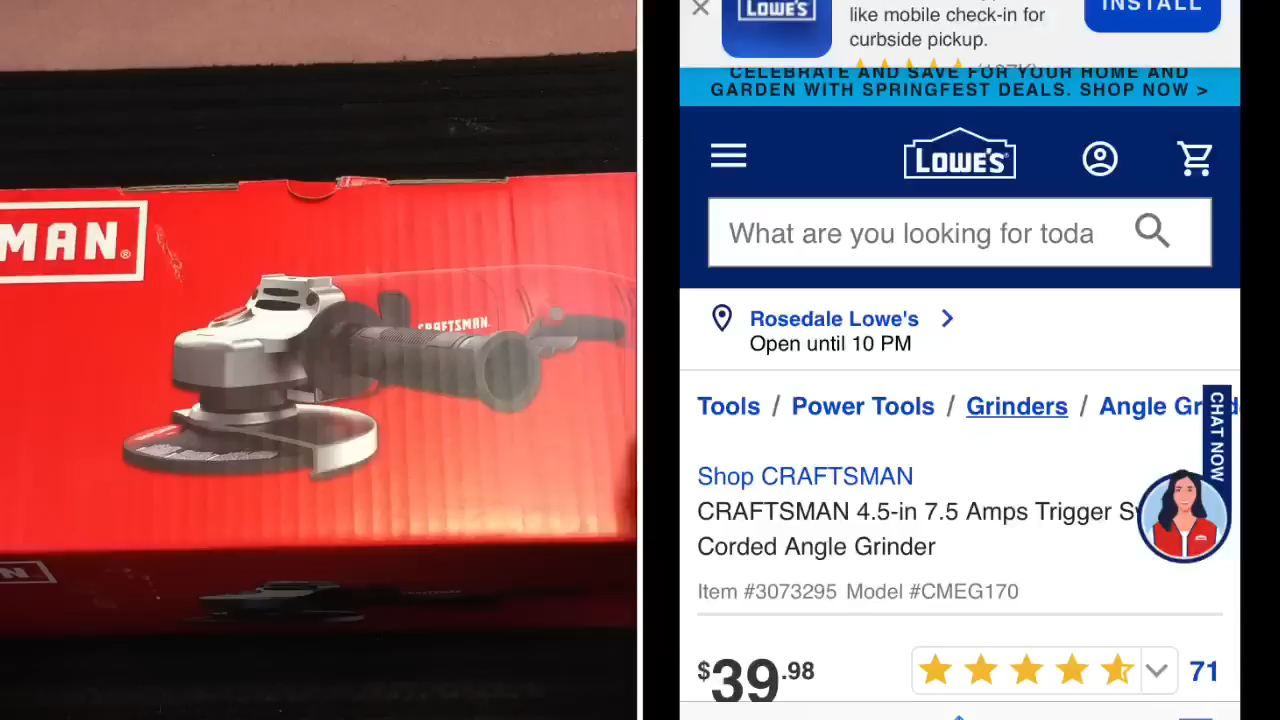 MAN®
CRAFTSMAN
N
LOWE'S
like mobile check-in for
curbside pickup.
INSTALL
CELEBRATE AND SAVE FOR YOUR HOME AND
GARDEN WITH SPRINGFEST DEALS. SHOP NOW >
LOWE'S
What are you looking for toda
Rosedale Lowe's >
Open until 10 PM
Tools / Power Tools / Grinders / Angle Grind
CHAT NOW
Shop CRAFTSMAN
CRAFTSMAN 4.5-in 7.5 Amps Trigger Sw
Corded Angle Grinder
Item #3073295 Model #CMEG170
$39.98
71